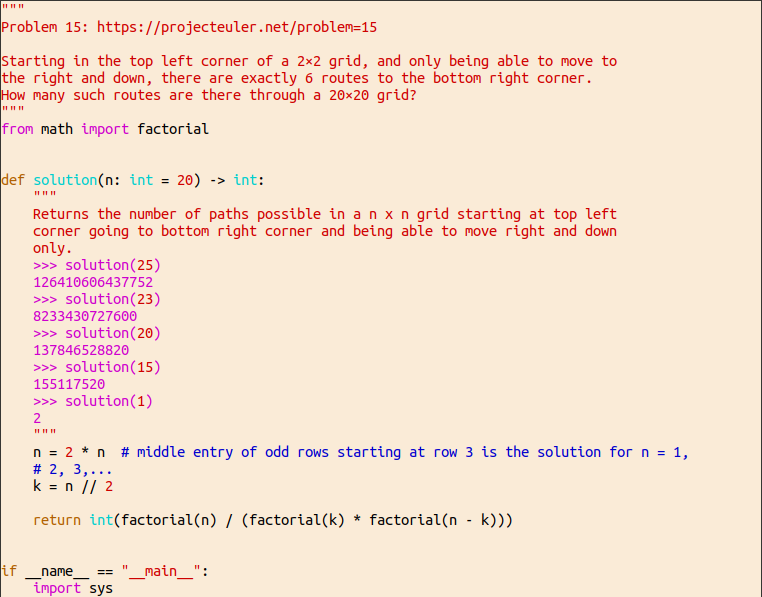 """
Problem 15: https://projecteuler.net/problem=15

Starting in the top left corner of a 2×2 grid, and only being able to move to
the right and down, there are exactly 6 routes to the bottom right corner.
How many such routes are there through a 20×20 grid?
"""
from math import factorial


def solution(n: int = 20) -> int:
    """
    Returns the number of paths possible in a n x n grid starting at top left
    corner going to bottom right corner and being able to move right and down
    only.
    >>> solution(25)
    126410606437752
    >>> solution(23)
    8233430727600
    >>> solution(20)
    137846528820
    >>> solution(15)
    155117520
    >>> solution(1)
    2
    """
    n = 2 * n  # middle entry of odd rows starting at row 3 is the solution for n = 1,
    # 2, 3,...
    k = n // 2

    return int(factorial(n) / (factorial(k) * factorial(n - k)))


if __name__ == "__main__":
    import sys